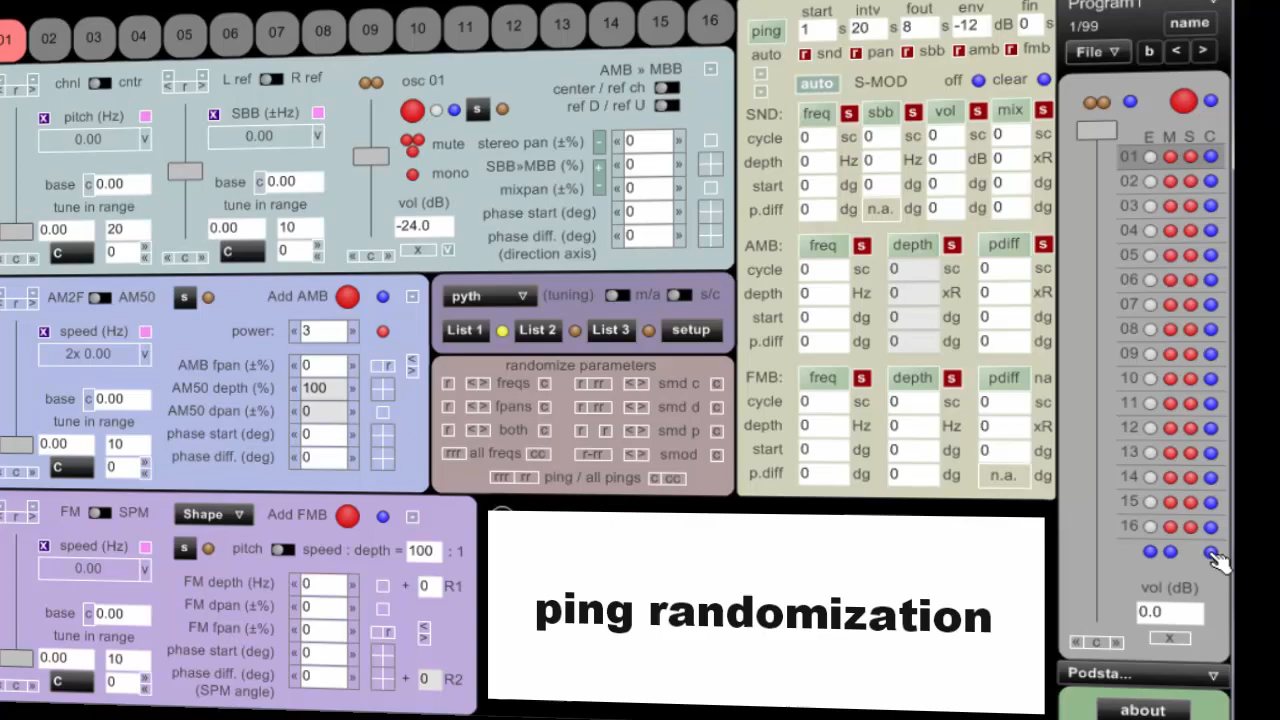 01 02 03 04 05 06 07 08 09 10 11 12 13 14 15 16
chnl cntr L ref R ref osc 01 AMB » MBB
center / ref ch
ref D / ref U
x pitch (Hz) x SBB (±Hz) s
0.00 v 0.00 v
mute stereo pan (±%) - « 0 »
mono SBB»MBB (%) + « 0 »
mixpan (±%) - « 0 »
base c 0.00 base c 0.00
tune in range tune in range
vol (dB) phase start (deg) « 0 »
-24.0 phase diff. (deg) « 0 »
(direction axis)
0.00 20 0.00 10
C 0 C 0
« c » « c » « c » x √
AM2F AM50 s Add AMB
x speed (Hz) power: « 3 »
2x 0.00 v
AMB fpan (±%) « 0 » r < >
AM50 depth (%) « 100 »
base c 0.00 AM50 dpan (±%) « 0 »
tune in range phase start (deg) « 0 »
0.00 10 phase diff. (deg) « 0 »
C 0
c »
pyth (tuning) m/a s/c
List 1 List 2 List 3 setup
randomize parameters
r < > freqs c r rr < > smd c c
r < > fpans c r rr < > smd d c
r < > both c r r < > smd p c
rrr all freqs cc r-rr < > smod c
rrr rr ping / all pings c cc
FM SPM Shape Add FMB
x speed (Hz) s pitch speed : depth = 100 : 1
0.00 v
FM depth (Hz) « 0 » + 0 R1
FM dpan (±%) « 0 »
base c 0.00 FM fpan (±%) « 0 » r < >
tune in range phase start (deg) « 0 »
0.00 10 phase diff. (deg) « 0 » + 0 R2
C 0 (SPM angle)
c »
start intv fout env fin
ping 1 s 20 s 8 s -12 dB 0 s
auto r snd r pan r sbb r amb r fmb
auto S-MOD off clear
SND: freq s sbb s vol s mix s
cycle 0 sc 0 sc 0 sc 0 sc
depth 0 Hz 0 Hz 0 dB 0 xR
start 0 dg 0 dg 0 dg 0 dg
p.diff 0 dg n.a. dg 0 dg 0 dg
AMB: freq s depth s pdiff s
cycle 0 sc 0 sc 0 sc
depth 0 Hz 0 xR 0 xR
start 0 dg 0 dg 0 dg
p.diff 0 dg 0 dg 0 dg
FMB: freq s depth s pdiff na
cycle 0 sc 0 sc 0 sc
depth 0 Hz 0 Hz 0 xR
start 0 dg 0 dg 0 dg
p.diff 0 dg 0 dg n.a. dg
Program1
1/99 name
File b < >
E M S C
01
02
03
04
05
06
07
08
09
10
11
12
13
14
15
16
vol (dB)
0.0
« c » x
Podsta...
about
ping randomization